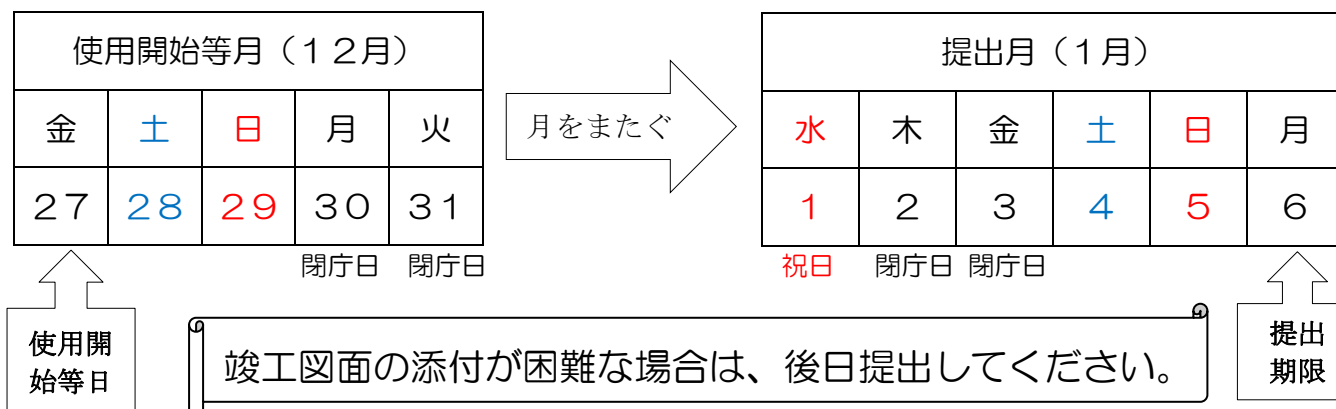 使用開始等月（１２月）
金 土 日 月 火
２７ ２８ ２９ ３０ ３１
閉庁日 閉庁日
使用開
始等日
月をまたぐ
提出月（１月）
水 木 金 土 日 月
１ ２ ３ ４ ５ ６
祝日 閉庁日 閉庁日
提出
期限
竣工図面の添付が困難な場合は、後日提出してください。